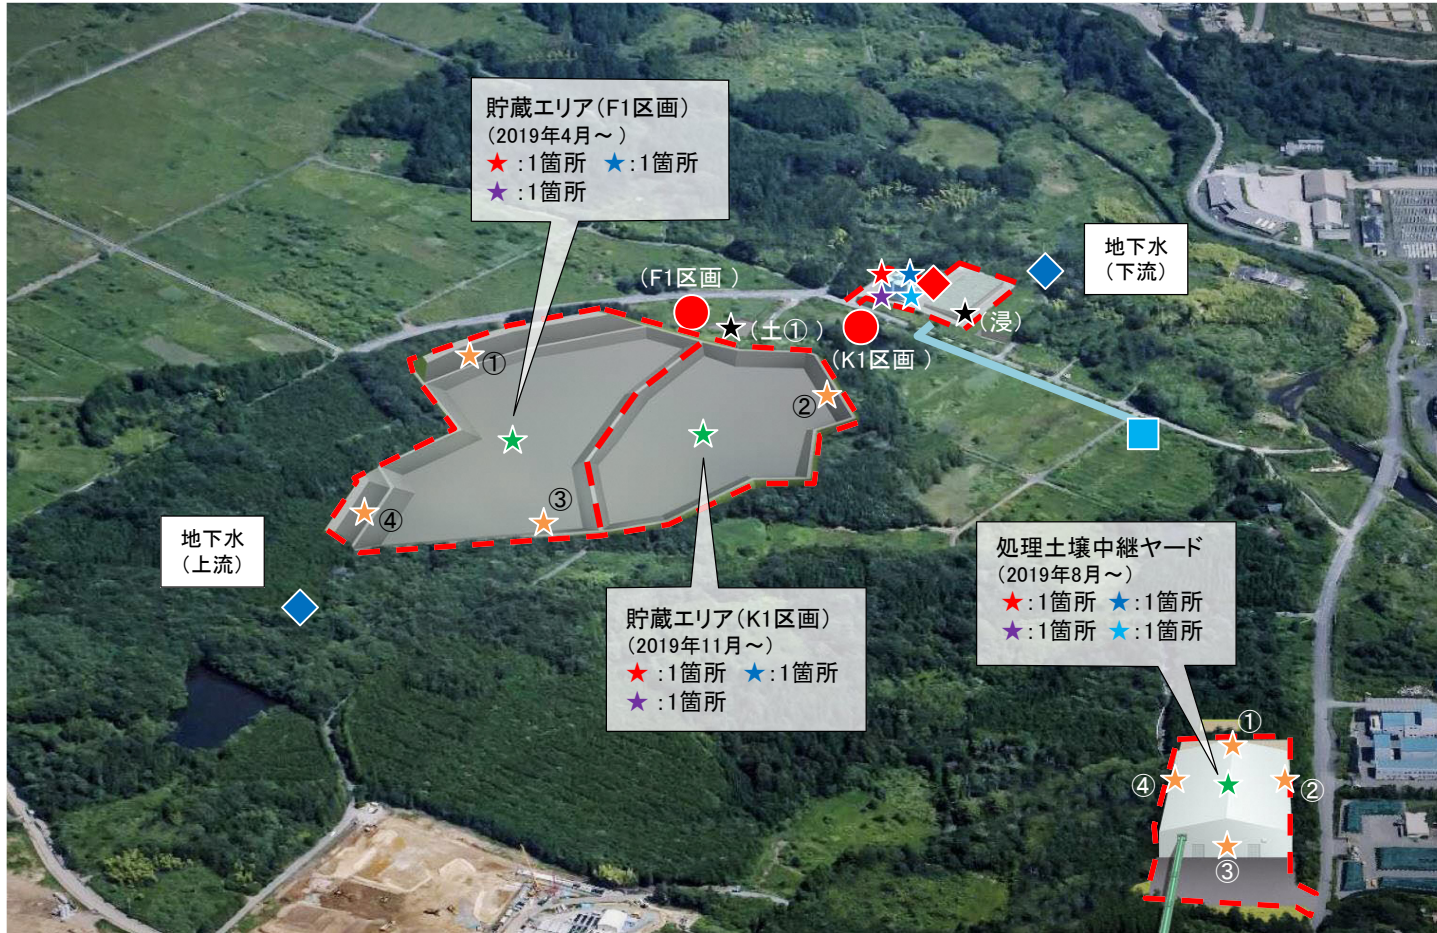 貯蔵エリア(F1区画)
(2019年4月～ )
★ :1箇所 ★:1箇所
★ :1箇所
地下水
(下流)
(F1区画 )
(土① )
(K1区画 )
(浸)
①
②
③
④
地下水
(上流)
貯蔵エリア(K1区画)
(2019年11月～)
★ :1箇所 ★:1箇所
★ :1箇所
処理土壌中継ヤード
(2019年8月～)
★:1箇所 ★:1箇所
★:1箇所 ★:1箇所
①
④
②
③